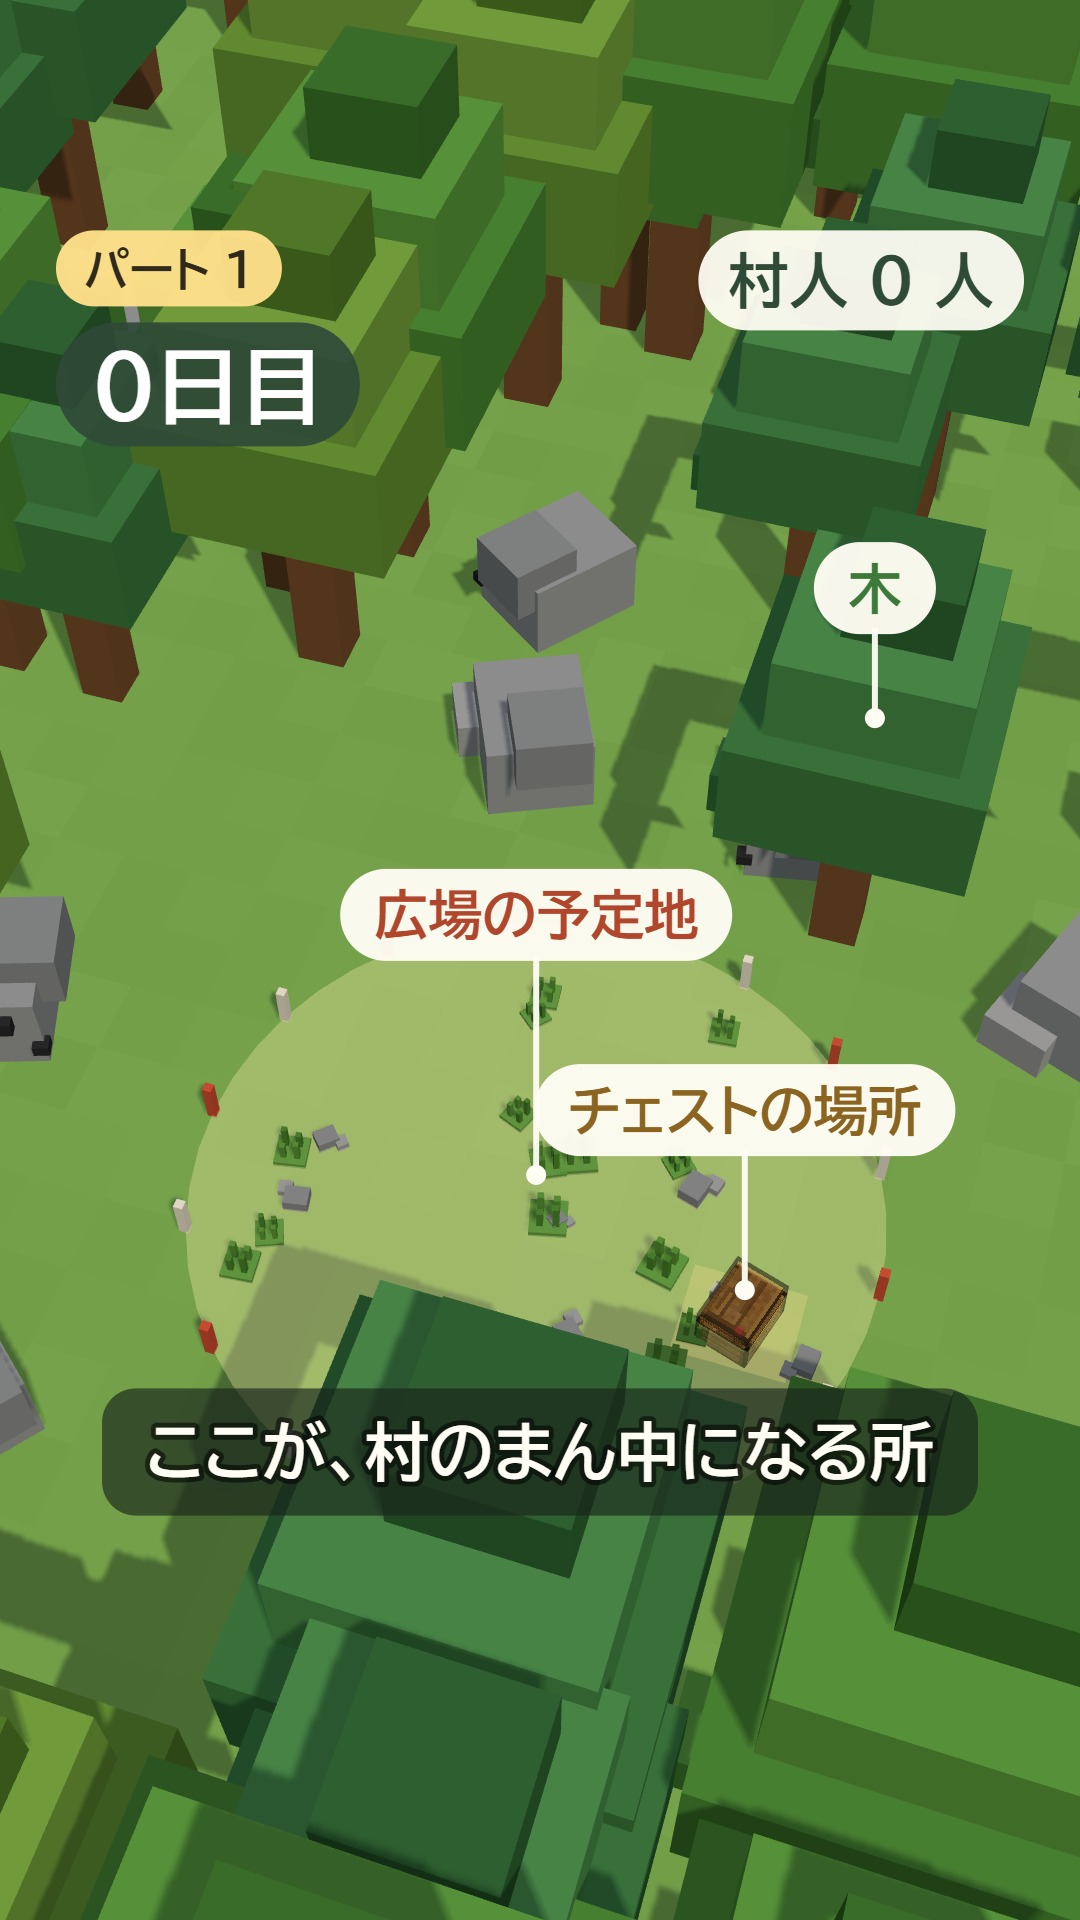 パート 1
0日目
村人 0 人
木
広場の予定地
チェストの場所
ここが、村のまん中になる所